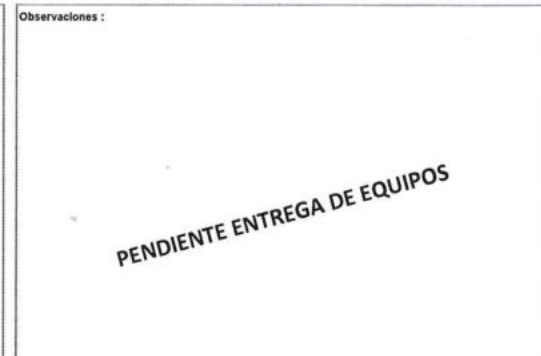 Observaciones :
PENDIENTE ENTREGA DE EQUIPOS